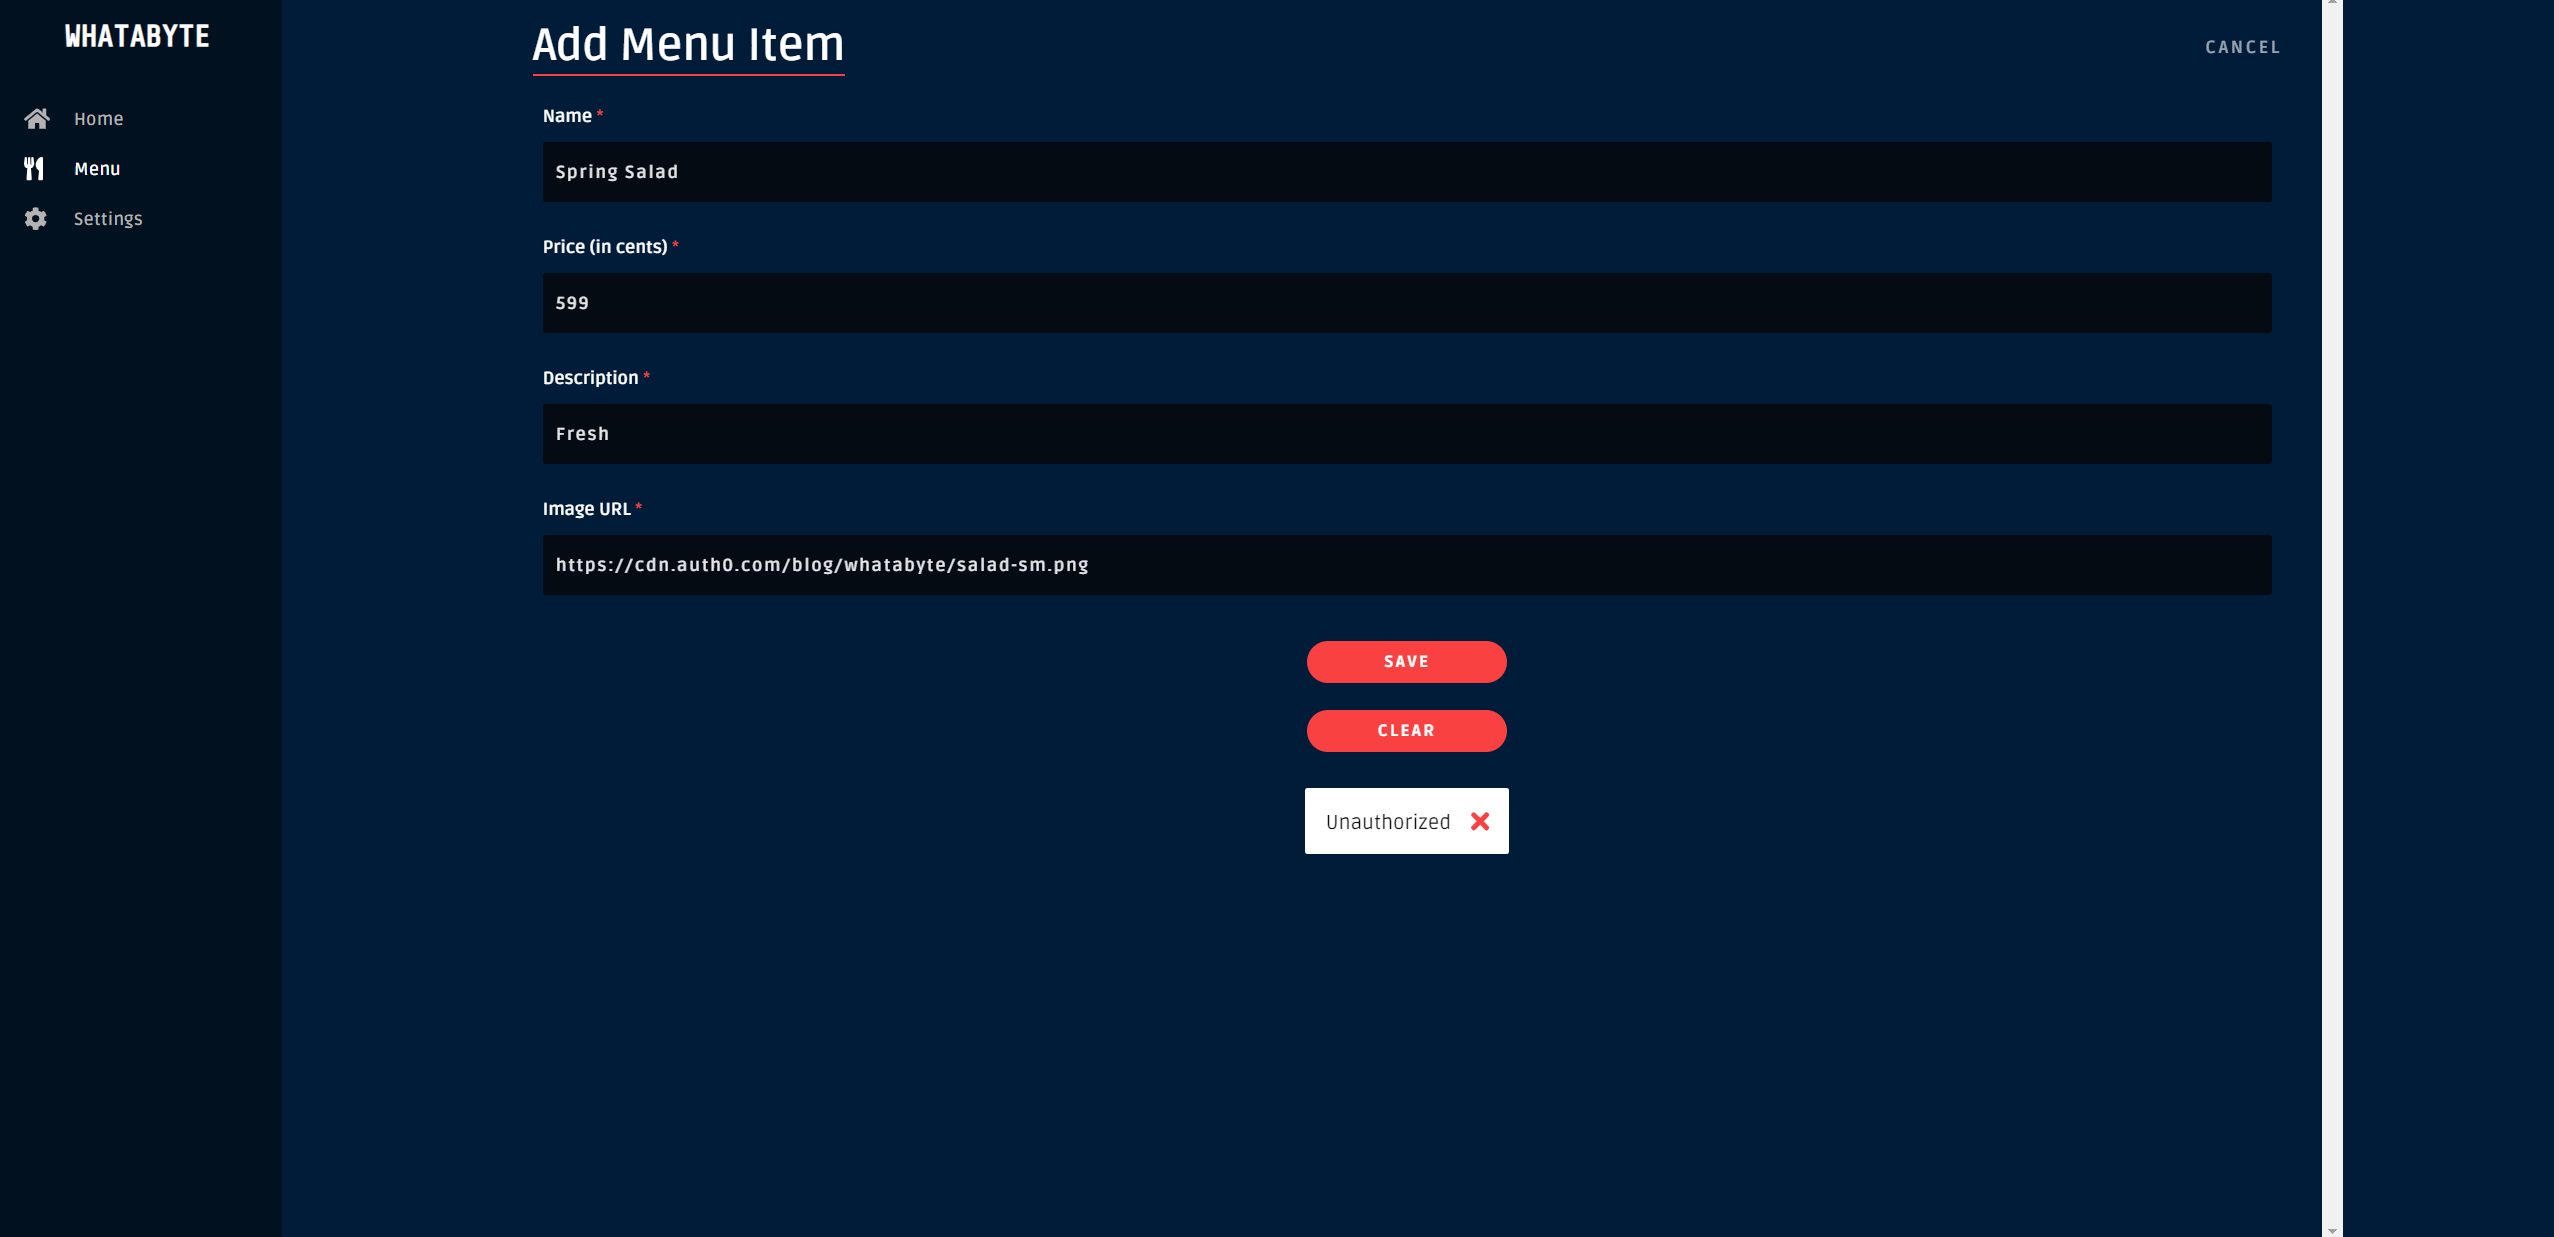 WHATABYTE
Home
Menu
Settings
Add Menu Item
CANCEL
Name *
Spring Salad
Price (in cents) *
599
Description *
Fresh
Image URL *
https://cdn.auth0.com/blog/whatabyte/salad-sm.png
SAVE
CLEAR
Unauthorized